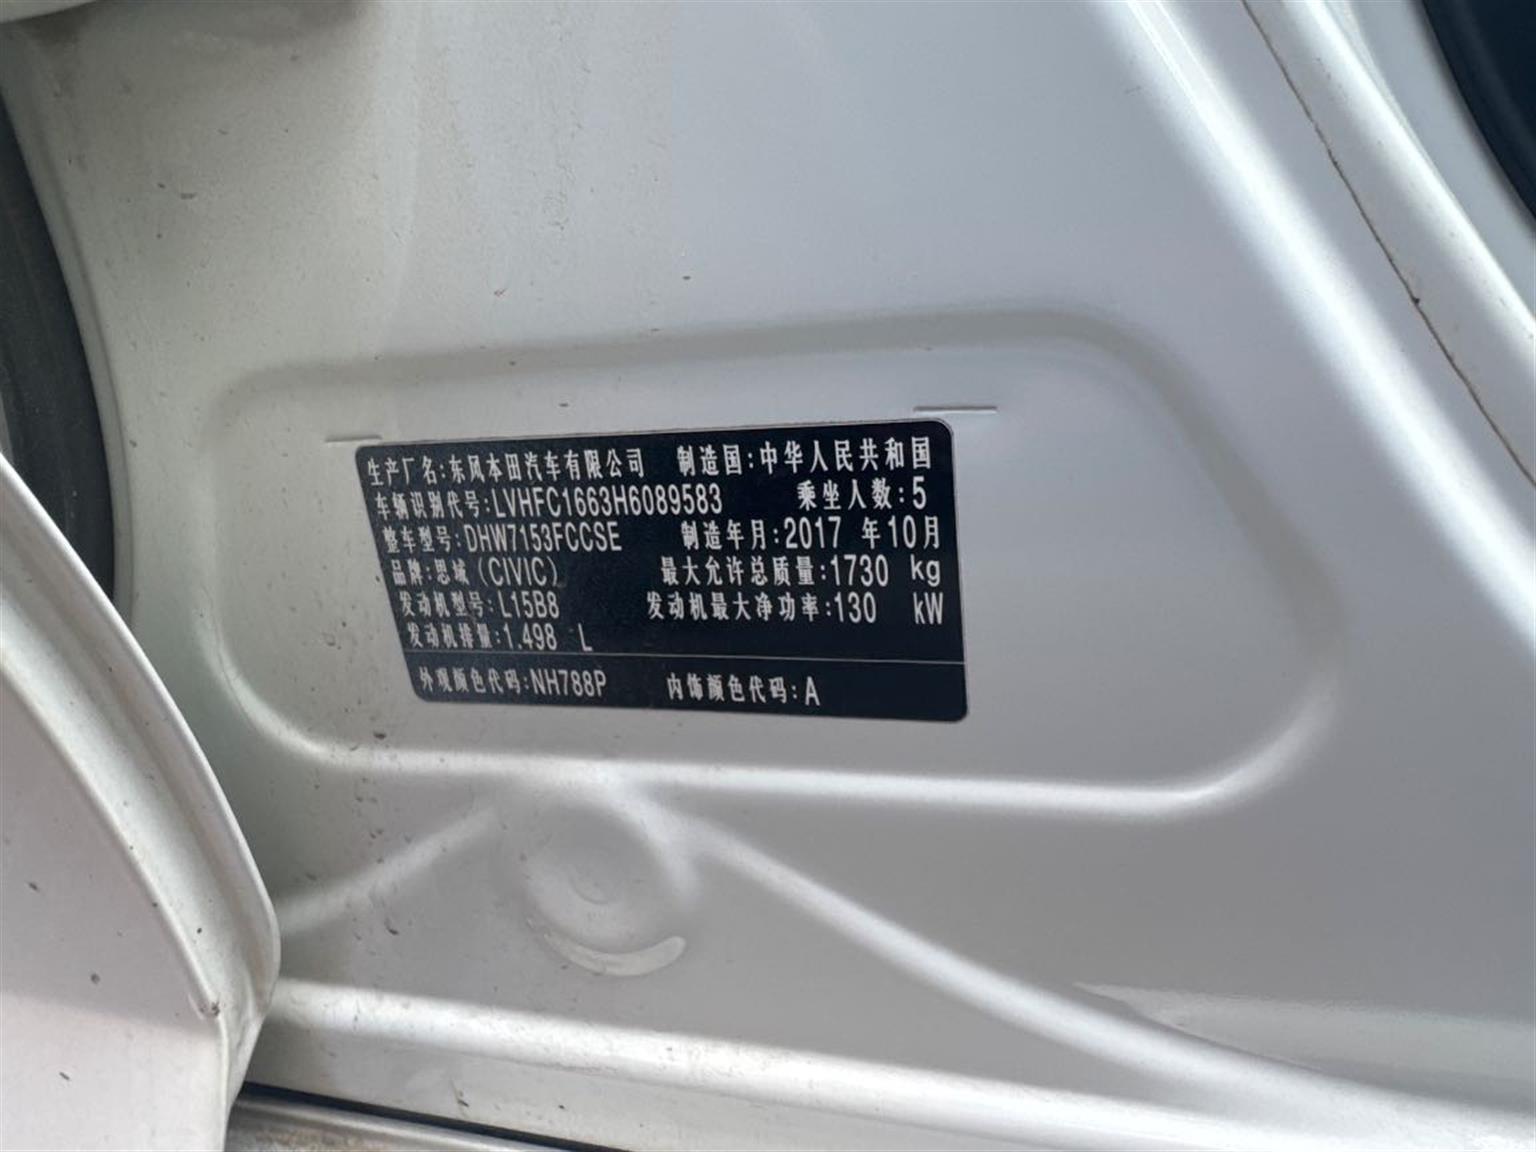 生产厂名:东风本田汽车有限公司 制造国:中华人民共和国
车辆识别代号:LVHFC1663H6089583 乘坐人数:5
整车型号:DHW7153FCCSE 制造年月:2017 年10月
品牌:思域(CIVIC) 最大允许总质量:1730 kg
发动机型号:L15B8 发动机最大净功率:130 kW
发动机排量:1.498 L
外观颜色代码:NH788P 内饰颜色代码:A